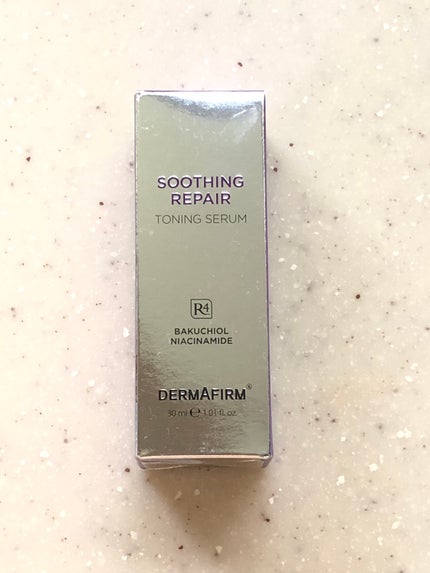 SOOTHING
REPAIR
TONING SERUM
R4
BAKUCHIOL
NIACINAMIDE
DERMAFIRM®
30 ml ℮ 1.01 fl. oz.